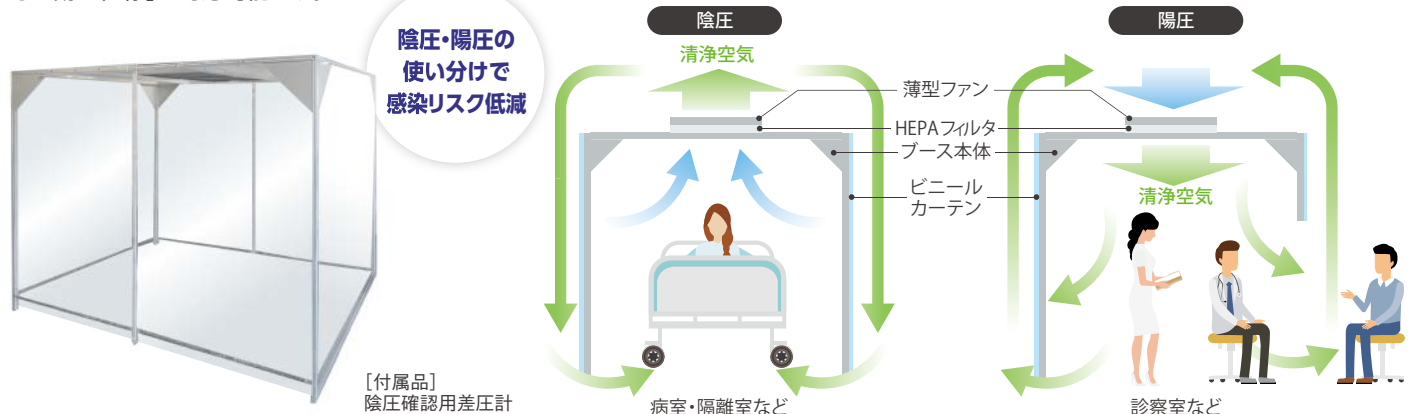 陰圧・陽圧の
使い分けで
感染リスク低減
[付属品]
陰圧確認用差圧計
陰圧
清浄空気
薄型ファン
HEPAフィルタ
ブース本体
ビニール
カーテン
病室・隔離室など
陽圧
清浄空気
診察室など